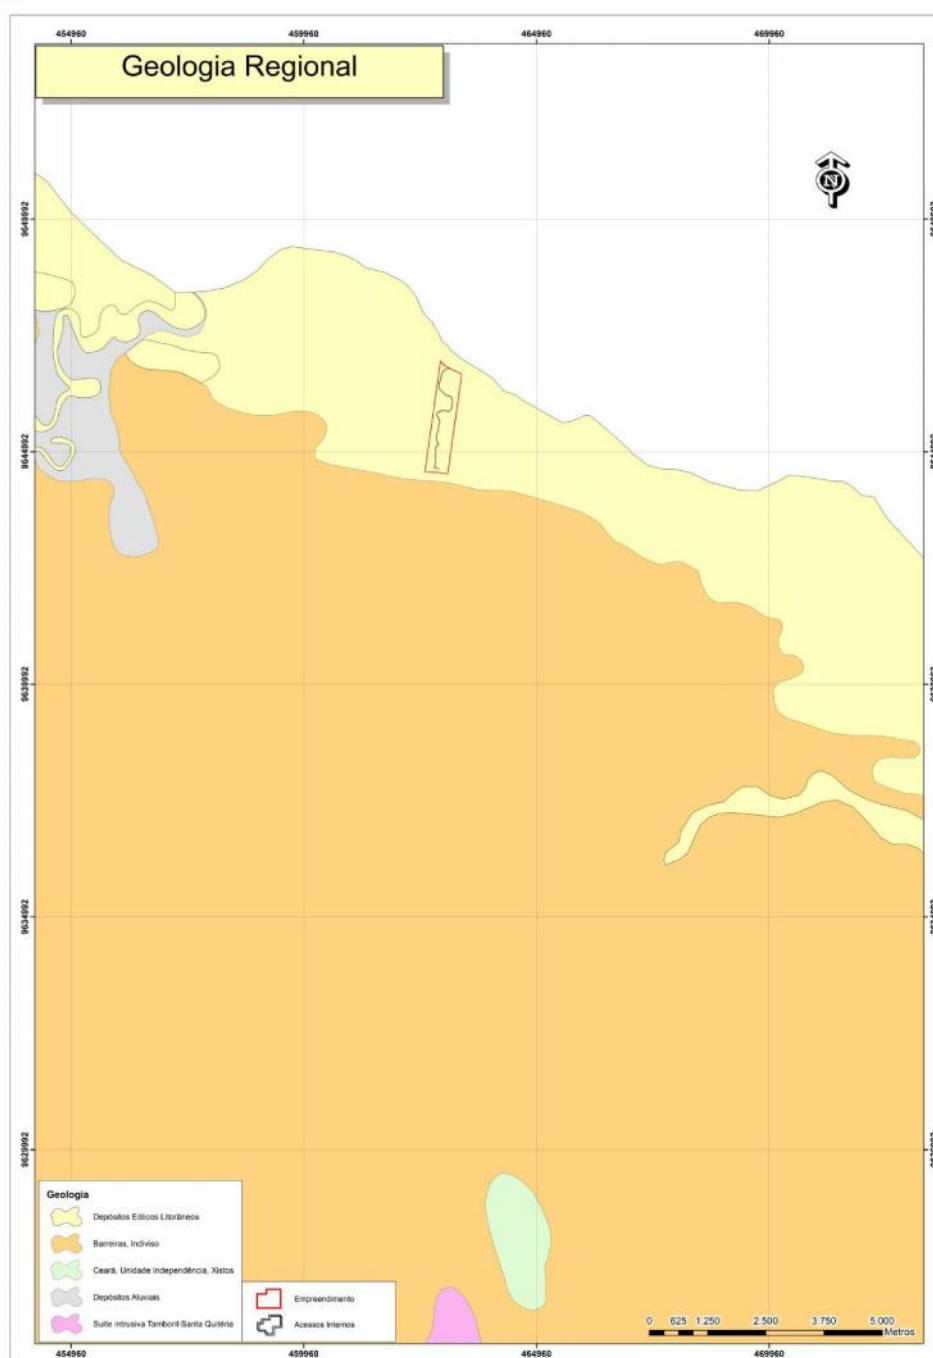 454960 459960 464960 469960
Geologia Regional
N
9649992
9644992
9639992
9634992
9629992
Geologia
Depósitos Eólicos Litorâneos
Barreiras, Indiviso
Ceará, Unidade Independência, Xistos
Depósitos Aluviais
Suíte intrusiva Tamboril-Santa Quitéria
Empreendimento
Acessos Internos
0 625 1.250 2.500 3.750 5.000
Metros
454960 459960 464960 469960